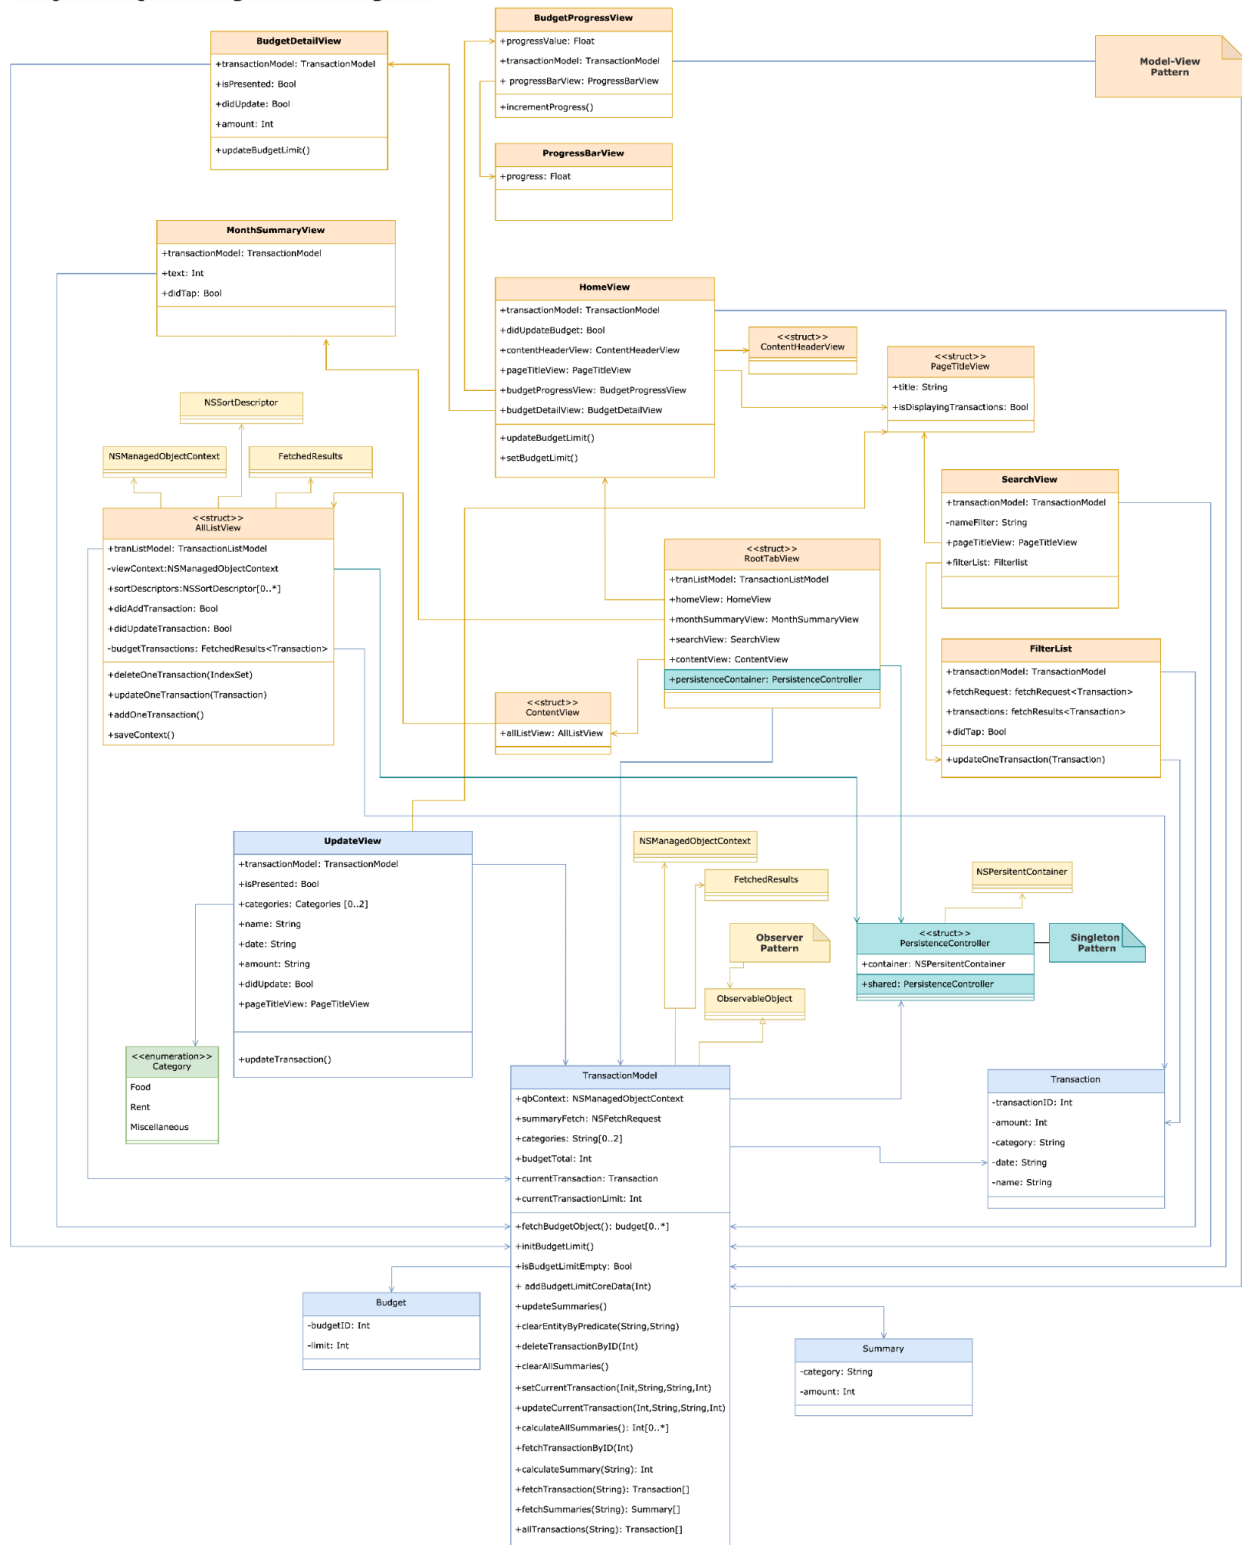 BudgetProgressView
+progressValue: Float
+transactionModel: TransactionModel
+ progressBarView: ProgressBarView
+incrementProgress()
Model-View
Pattern
BudgetDetailView
+transactionModel: TransactionModel
+isPresented: Bool
+didUpdate: Bool
+amount: Int
+updateBudgetLimit()
ProgressBarView
+progress: Float
MonthSummaryView
+transactionModel: TransactionModel
+text: Int
+didTap: Bool
HomeView
+transactionModel: TransactionModel
+didUpdateBudget: Bool
+contentHeaderView: ContentHeaderView
+pageTitleView: PageTitleView
+budgetProgressView: BudgetProgressView
+budgetDetailView: BudgetDetailView
+updateBudgetLimit()
+setBudgetLimit()
<<struct>>
ContentHeaderView
<<struct>>
PageTitleView
+title: String
+isDisplayingTransactions: Bool
NSSortDescriptor
NSManagedObjectContext
FetchedResults
<<struct>>
AllListView
+tranListModel: TransactionListModel
-viewContext:NSManagedObjectContext
+sortDescriptors:NSSortDescriptor[0..*]
+didAddTransaction: Bool
+didUpdateTransaction: Bool
-budgetTransactions: FetchedResults<Transaction>
+deleteOneTransaction(IndexSet)
+updateOneTransaction(Transaction)
+addOneTransaction()
+saveContext()
SearchView
+transactionModel: TransactionModel
-nameFilter: String
+pageTitleView: PageTitleView
+filterList: Filterlist
<<struct>>
RootTabView
+tranListModel: TransactionListModel
+homeView: HomeView
+monthSummaryView: MonthSummaryView
+searchView: SearchView
+contentView: ContentView
+persistenceContainer: PersistenceController
FilterList
+transactionModel: TransactionModel
+fetchRequest: fetchRequest<Transaction>
+transactions: fetchResults<Transaction>
+didTap: Bool
+updateOneTransaction(Transaction)
<<struct>>
ContentView
+allListView: AllListView
UpdateView
+transactionModel: TransactionModel
+isPresented: Bool
+categories: Categories [0..2]
+name: String
+date: String
+amount: String
+didUpdate: Bool
+pageTitleView: PageTitleView
+updateTransaction()
NSManagedObjectContext
FetchedResults
NSPersitentContainer
Observer
Pattern
ObservableObject
<<struct>>
PersistenceController
+container: NSPersitentContainer
+shared: PersistenceController
Singleton
Pattern
<<enumeration>>
Category
Food
Rent
Miscellaneous
TransactionModel
+qbContext: NSManagedObjectContext
+summaryFetch: NSFetchRequest
+categories: String[0..2]
+budgetTotal: Int
+currentTransaction: Transaction
+currentTransactionLimit: Int
+fetchBudgetObject(): budget[0..*]
+initBudgetLimit()
+isBudgetLimitEmpty: Bool
+ addBudgetLimitCoreData(Int)
+updateSummaries()
+clearEntityByPredicate(String,String)
+deleteTransactionByID(Int)
+clearAllSummaries()
+setCurrentTransaction(Init,String,String,Int)
+updateCurrentTransaction(Int,String,String,Int)
+calculateAllSummaries(): Int[0..*]
+fetchTransactionByID(Int)
+calculateSummary(String): Int
+fetchTransaction(String): Transaction[]
+fetchSummaries(String): Summary[]
+allTransactions(String): Transaction[]
Transaction
-transactionID: Int
-amount: Int
-category: String
-date: String
-name: String
Budget
-budgetID: Int
-limit: Int
Summary
-category: String
-amount: Int